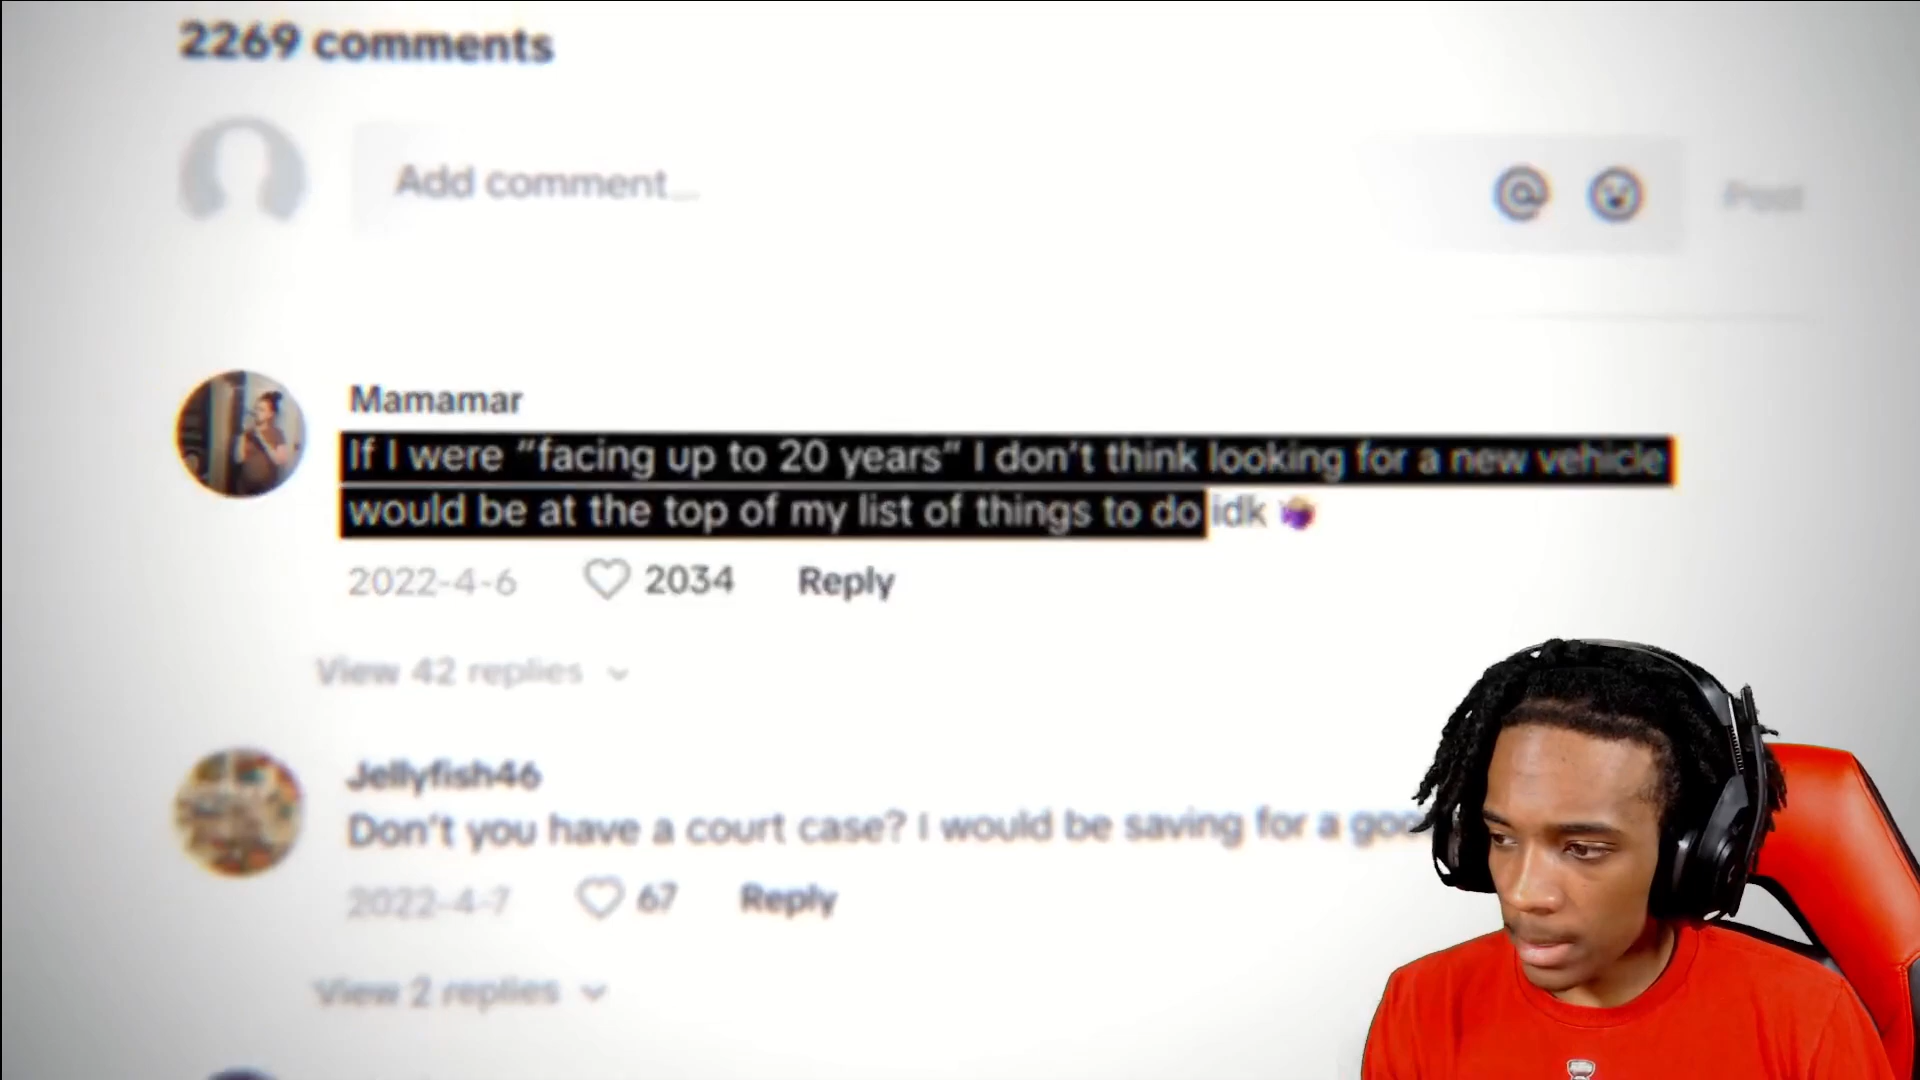 2269 comments
Add comment...
Post
Mamamar
If I were “facing up to 20 years” I don't think looking for a new vehicle
would be at the top of my list of things to do idk
2022-4-6 2034 Reply
View 42 replies
Jellyfish46
Don't you have a court case? I would be saving for a
2022-4-7 67 Reply
View 2 replies